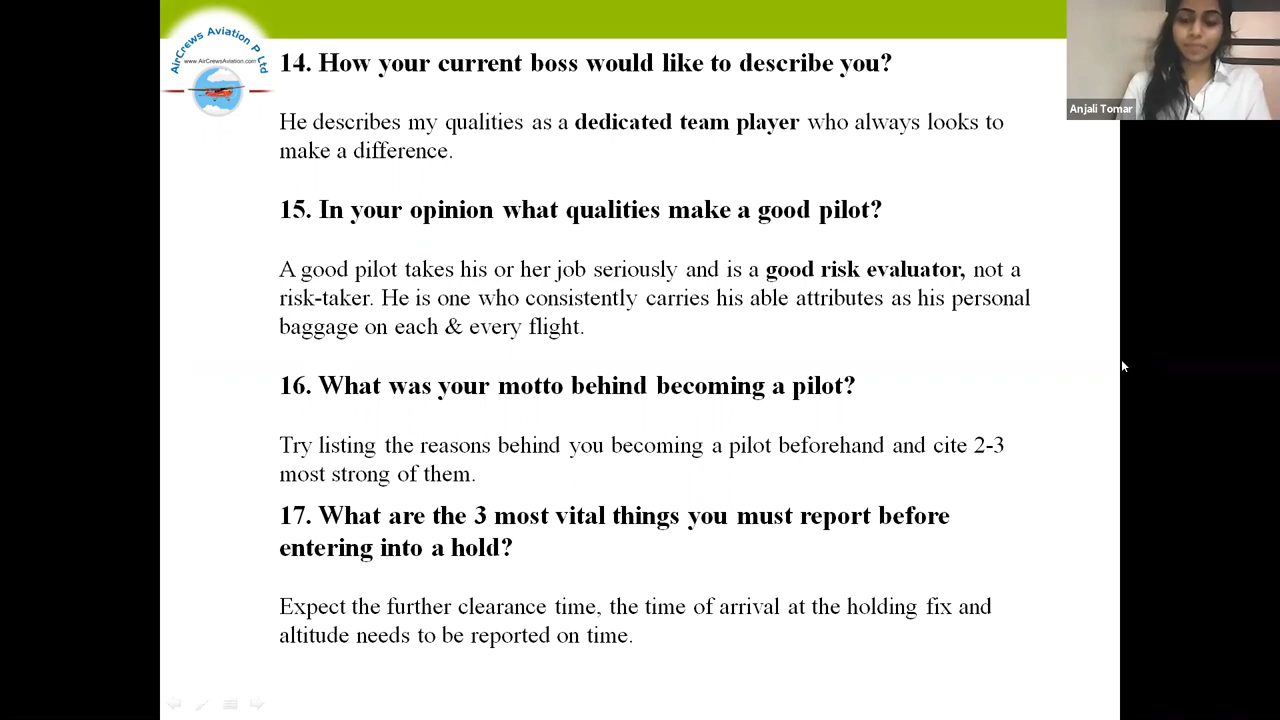 AirCrews Aviation P Ltd
www.AirCrewsAviation.com
Anjali Tomar
14. How your current boss would like to describe you?
He describes my qualities as a dedicated team player who always looks to
make a difference.
15. In your opinion what qualities make a good pilot?
A good pilot takes his or her job seriously and is a good risk evaluator, not a
risk-taker. He is one who consistently carries his able attributes as his personal
baggage on each & every flight.
16. What was your motto behind becoming a pilot?
Try listing the reasons behind you becoming a pilot beforehand and cite 2-3
most strong of them.
17. What are the 3 most vital things you must report before
entering into a hold?
Expect the further clearance time, the time of arrival at the holding fix and
altitude needs to be reported on time.